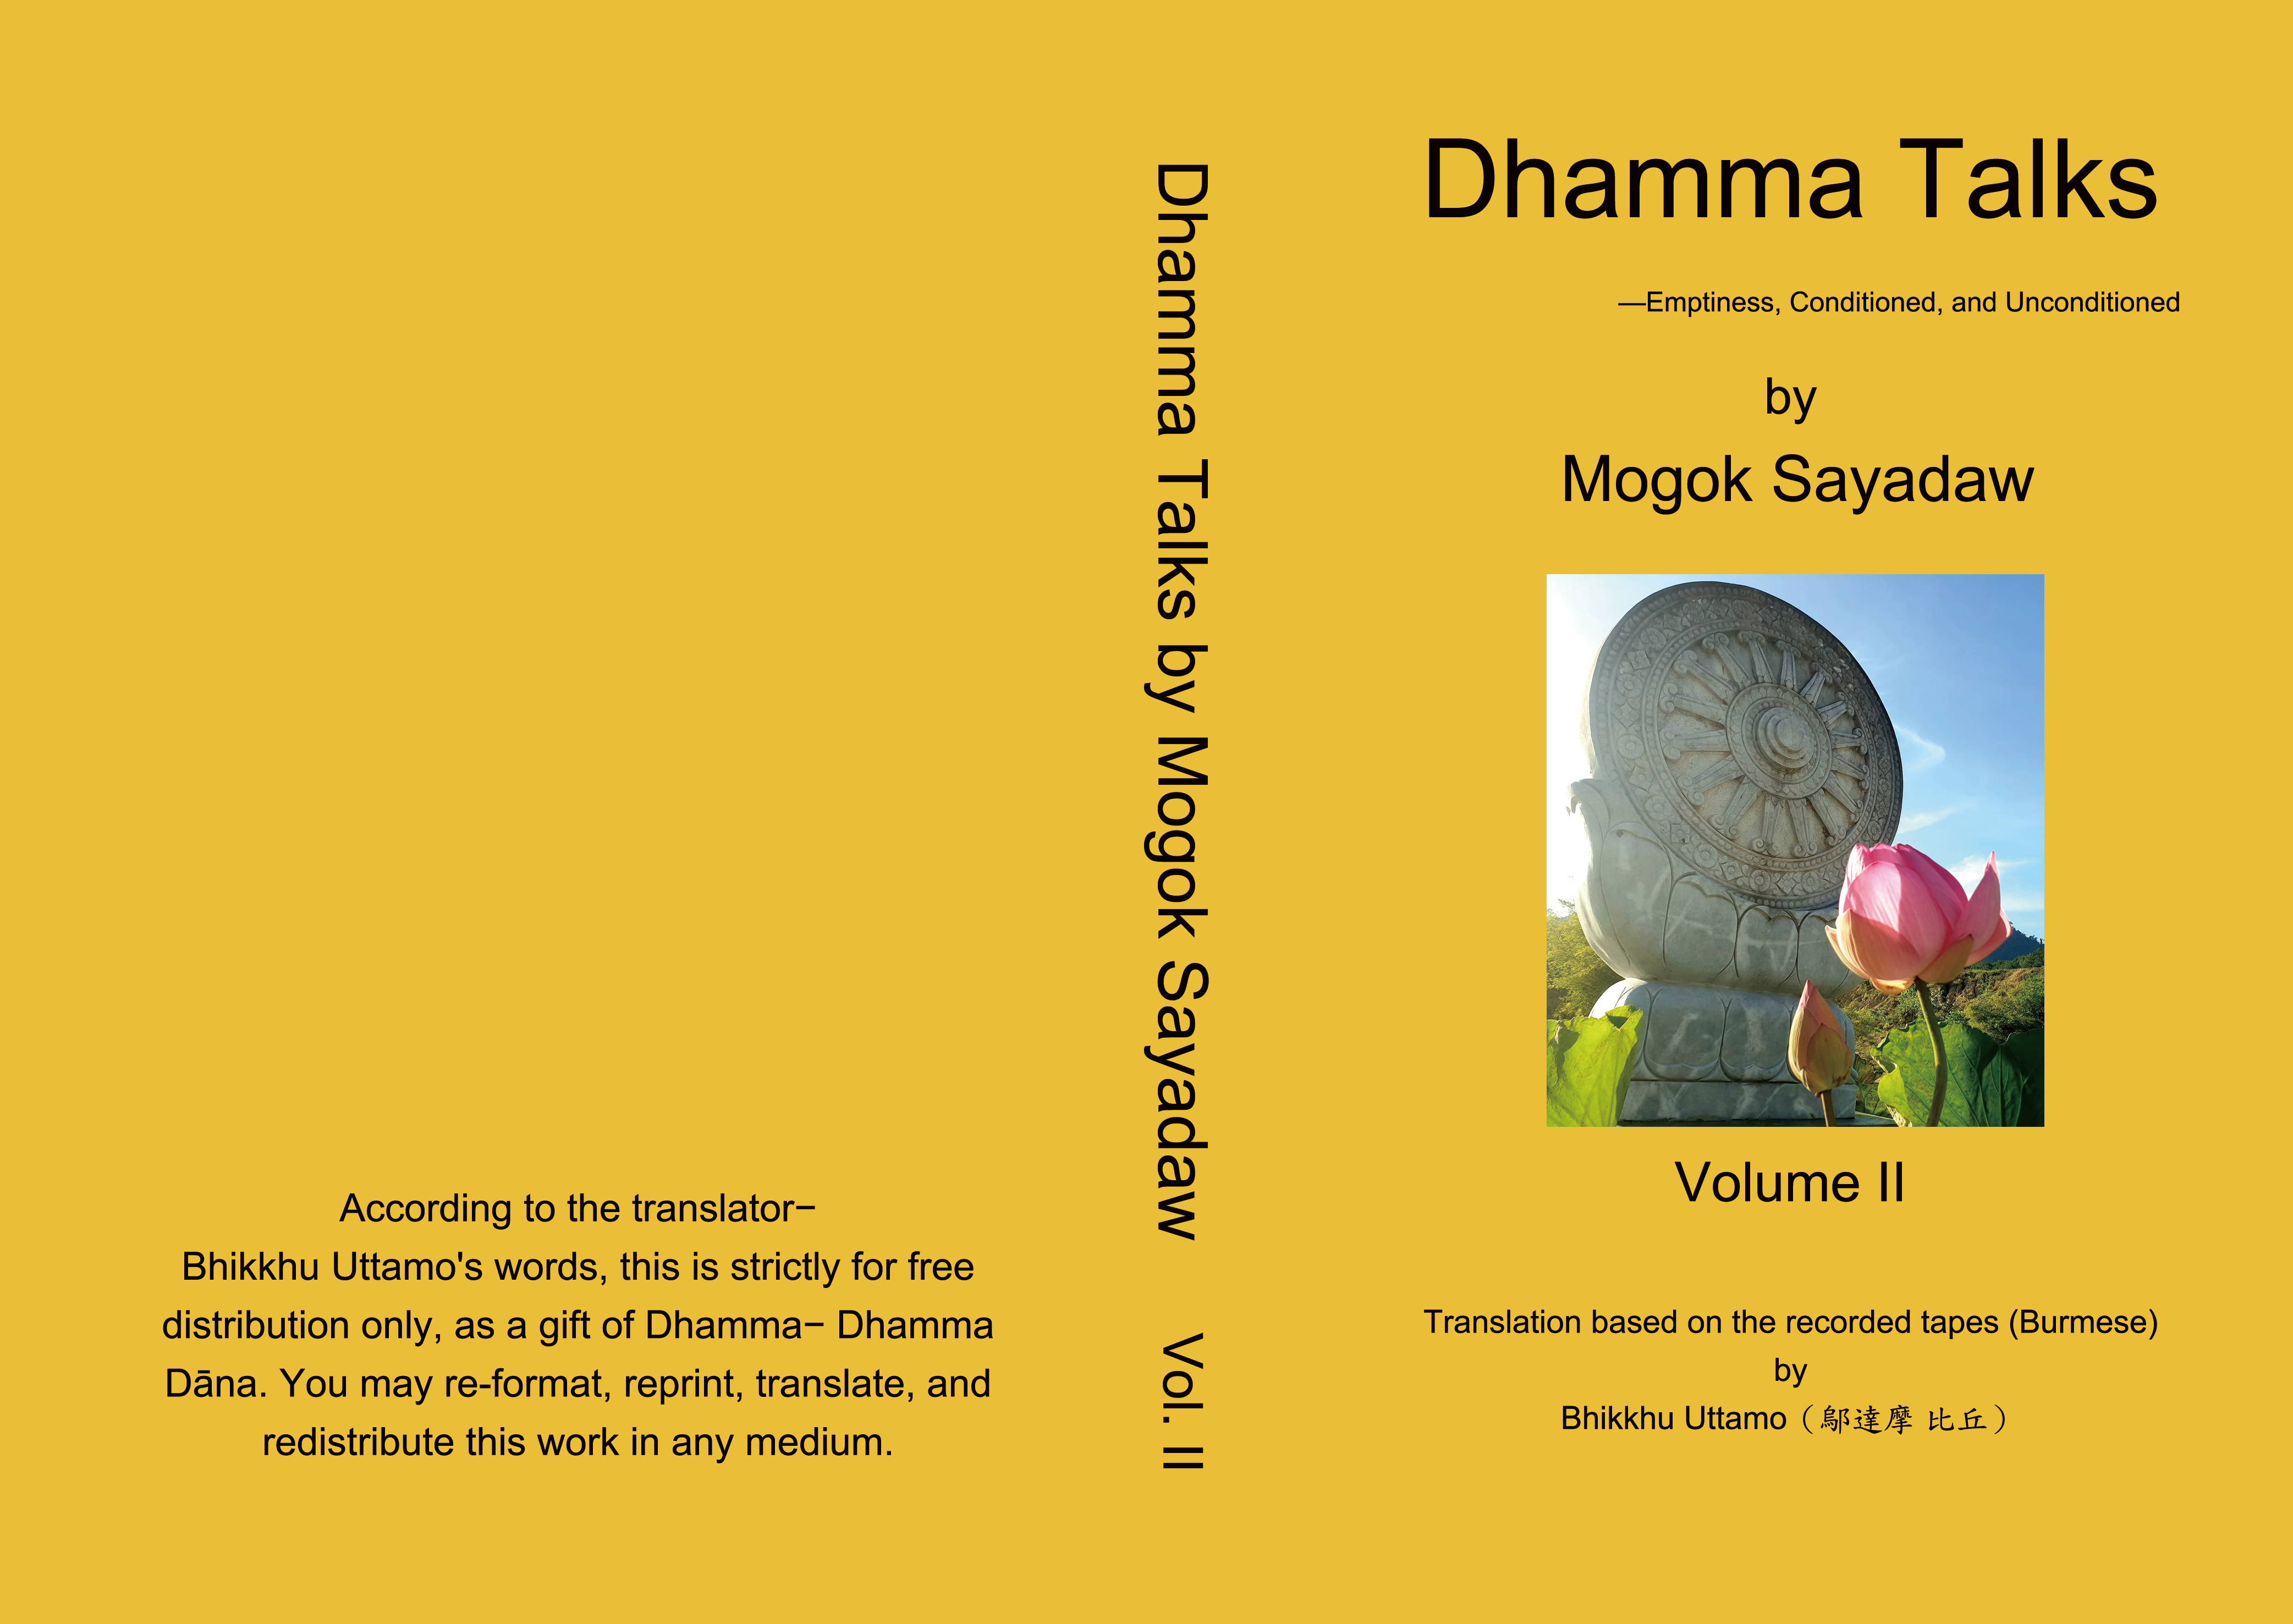 According to the translator−
Bhikkhu Uttamo's words, this is strictly for free
distribution only, as a gift of Dhamma− Dhamma
Dāna. You may re-format, reprint, translate, and
redistribute this work in any medium.
Dhamma Talks by Mogok Sayadaw Vol. II
Dhamma Talks
—Emptiness, Conditioned, and Unconditioned
by
Mogok Sayadaw
Volume II
Translation based on the recorded tapes (Burmese)
by
Bhikkhu Uttamo（鄔達摩 比丘）